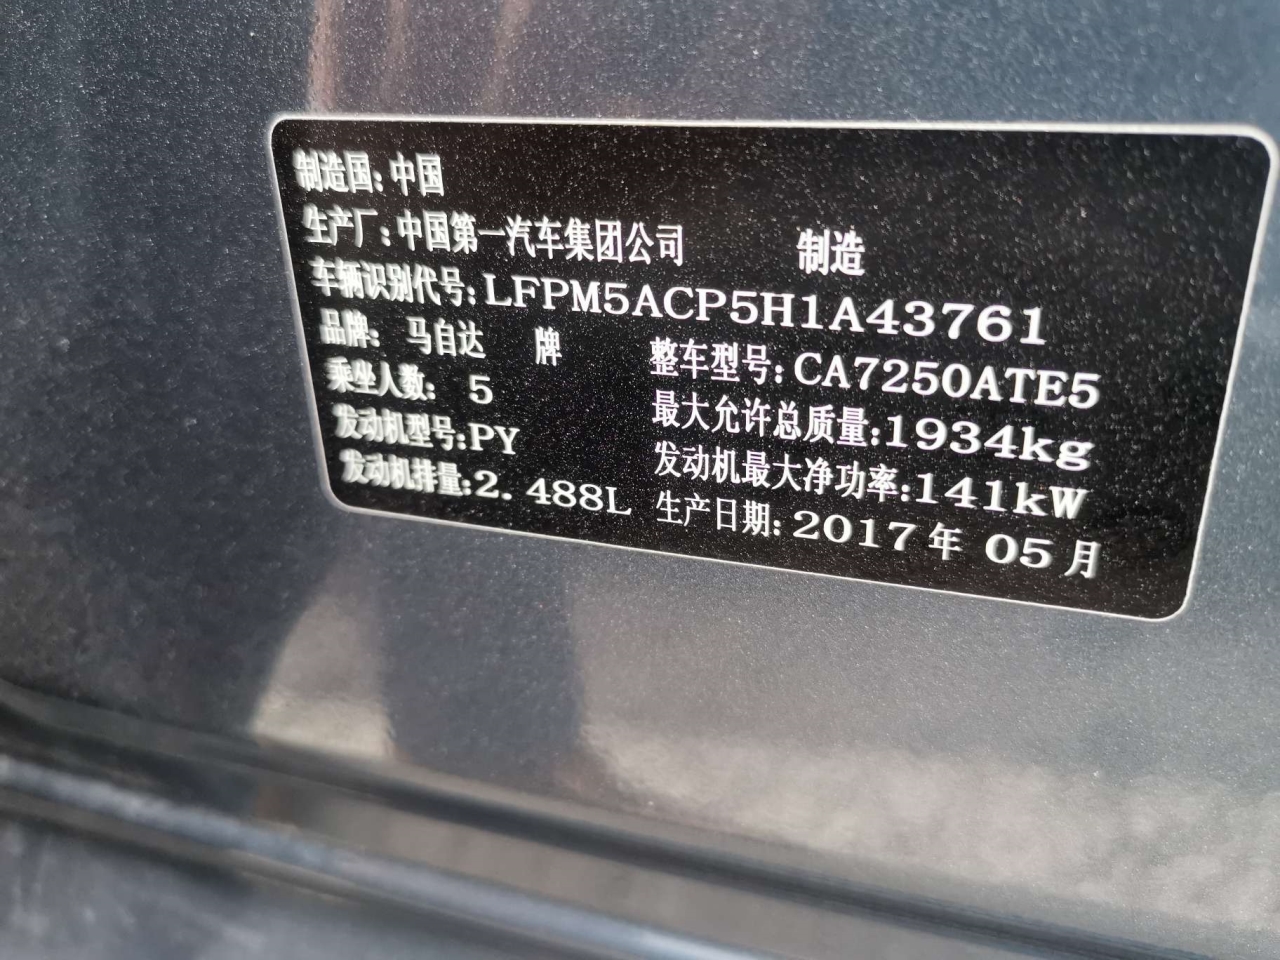 制造国:中国
生产厂:中国第一汽车集团公司 制造
车辆识别代号:LFPM5ACP5H1A43761
品牌: 马自达 牌 整车型号:CA7250ATE5
乘坐人数: 5 最大允许总质量:1934kg
发动机型号:PY 发动机最大净功率:141kW
发动机排量:2.488L 生产日期:2017年 05月